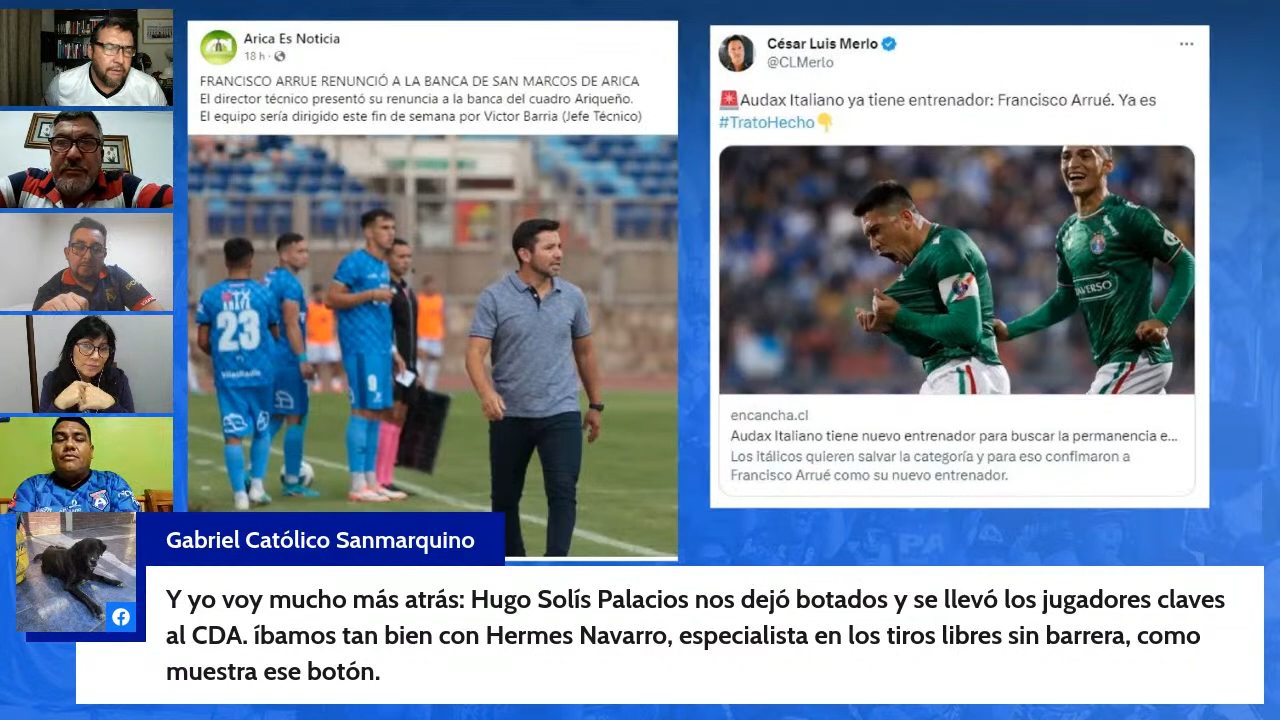 Arica Es Noticia
18 h ·
FRANCISCO ARRUE RENUNCIÓ A LA BANCA DE SAN MARCOS DE ARICA
El director técnico presentó su renuncia a la banca del cuadro Ariqueño.
El equipo sería dirigido este fin de semana por Victor Barria (Jefe Técnico)
23
9
César Luis Merlo
@CLMerlo
Audax Italiano ya tiene entrenador: Francisco Arrué. Ya es
#TratoHecho
encancha.cl
Audax Italiano tiene nuevo entrenador para buscar la permanencia e...
Los Itálicos quieren salvar la categoría y para eso confimaron a
Francisco Arrué como su nuevo entrenador.
Gabriel Católico Sanmarquino
Y yo voy mucho más atrás: Hugo Solís Palacios nos dejó botados y se llevó los jugadores claves
al CDA. íbamos tan bien con Hermes Navarro, especialista en los tiros libres sin barrera, como
muestra ese botón.